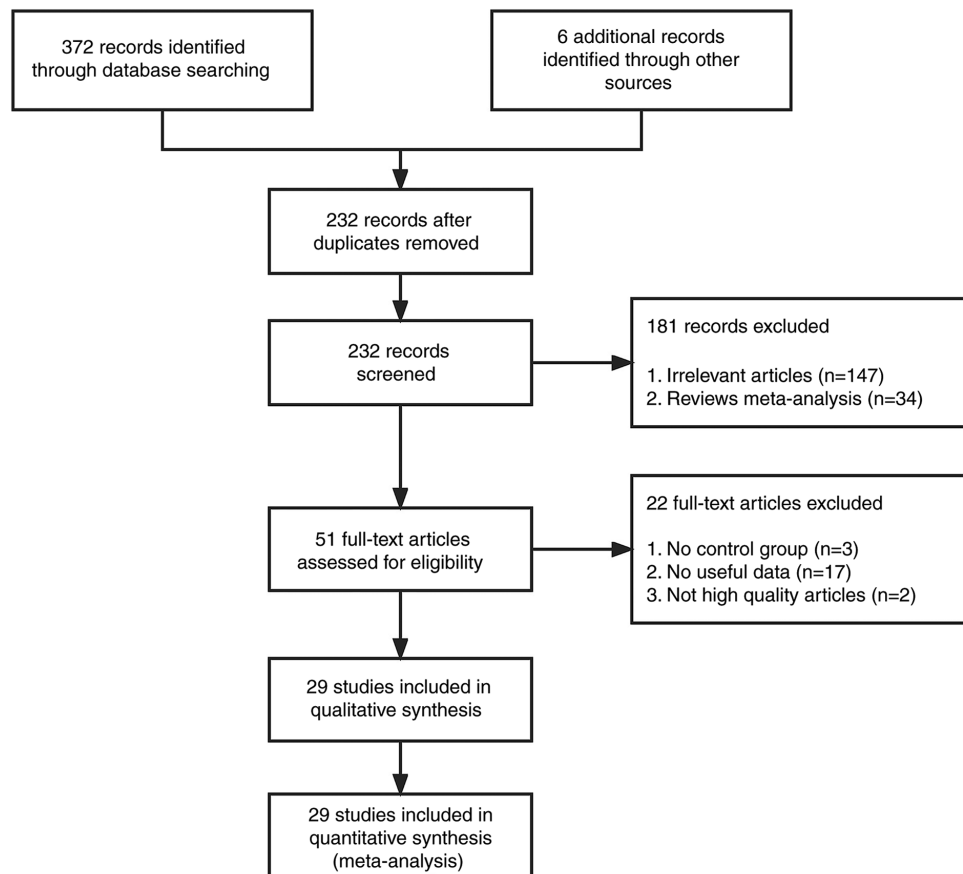 372 records identified
through database searching
6 additional records
identified through other
sources
232 records after
duplicates removed
232 records
screened
181 records excluded
1. Irrelevant articles (n=147)
2. Reviews meta-analysis (n=34)
51 full-text articles
assessed for eligibility
22 full-text articles excluded
1. No control group (n=3)
2. No useful data (n=17)
3. Not high quality articles (n=2)
29 studies included in
qualitative synthesis
29 studies included in
quantitative synthesis
(meta-analysis)